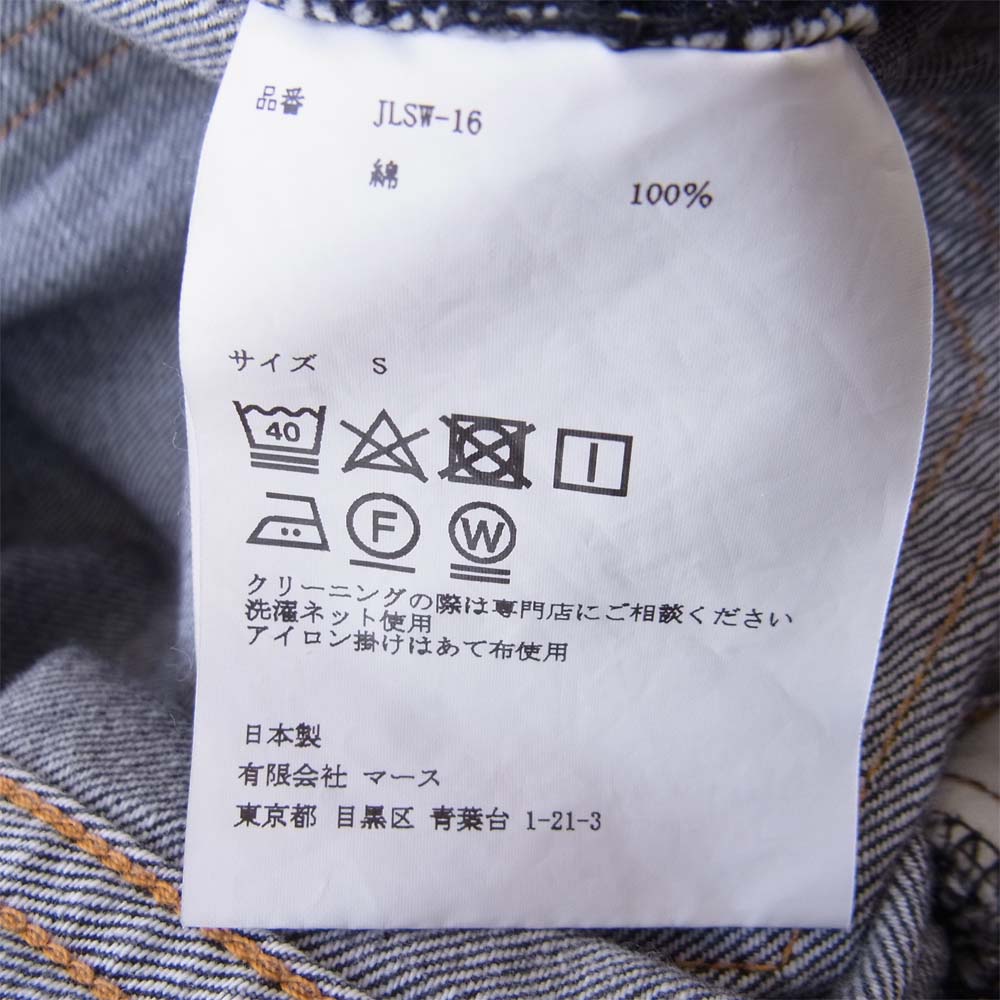 品番 JLSW-16
綿 100%
サイズ S
40
F W
クリーニングの際は専門店にご相談ください
洗濯ネット使用
アイロン掛けはあて布使用
日本製
有限会社 マース
東京都 目黒区 青葉台 1-21-3